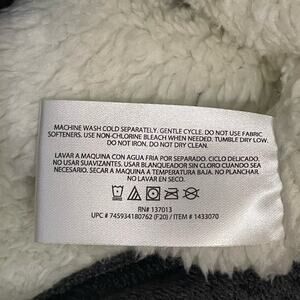 MACHINE WASH COLD SEPARATELY. GENTLE CYCLE. DO NOT USE FABRIC
SOFTENERS. USE NON-CHLORINE BLEACH WHEN NEEDED. TUMBLE DRY LOW.
DO NOT IRON. DO NOT DRY CLEAN.
LAVAR A MAQUINA CON AGUA FRIA POR SEPARADO. CICLO DELICADO.
NO USAR SUAVIZANTES. USAR BLANQUEADOR SIN CLORO CUANDO SEA
NECESARIO. SECAR A MAQUINA A TEMPERATURA BAJA. NO PLANCHAR.
NO LAVAR EN SECO.
RN# 137013
UPC # 745934180762 (F20) / ITEM # 1433070